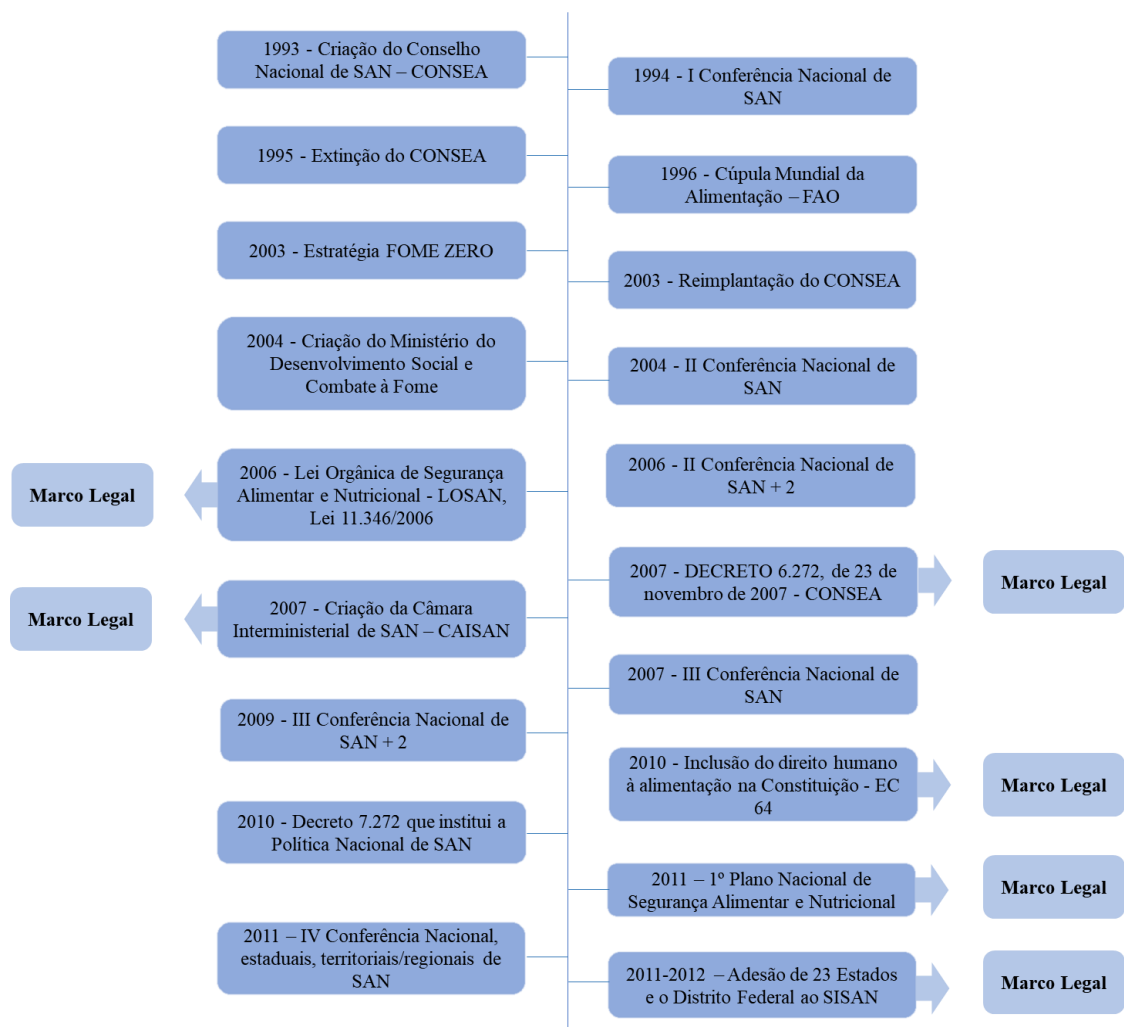 1993 - Criação do Conselho
Nacional de SAN – CONSEA
1994 - I Conferência Nacional de
SAN
1995 - Extinção do CONSEA
1996 - Cúpula Mundial da
Alimentação – FAO
2003 - Estratégia FOME ZERO
2003 - Reimplantação do CONSEA
2004 - Criação do Ministério do
Desenvolvimento Social e
Combate à Fome
2004 - II Conferência Nacional de
SAN
Marco Legal
2006 - Lei Orgânica de Segurança
Alimentar e Nutricional - LOSAN,
Lei 11.346/2006
2006 - II Conferência Nacional de
SAN + 2
2007 - DECRETO 6.272, de 23 de
novembro de 2007 - CONSEA
Marco Legal
Marco Legal
2007 - Criação da Câmara
Interministerial de SAN – CAISAN
2007 - III Conferência Nacional de
SAN
2009 - III Conferência Nacional de
SAN + 2
2010 - Inclusão do direito humano
à alimentação na Constituição - EC
64
Marco Legal
2010 - Decreto 7.272 que institui a
Política Nacional de SAN
2011 – 1º Plano Nacional de
Segurança Alimentar e Nutricional
Marco Legal
2011 – IV Conferência Nacional,
estaduais, territoriais/regionais de
SAN
2011-2012 – Adesão de 23 Estados
e o Distrito Federal ao SISAN
Marco Legal